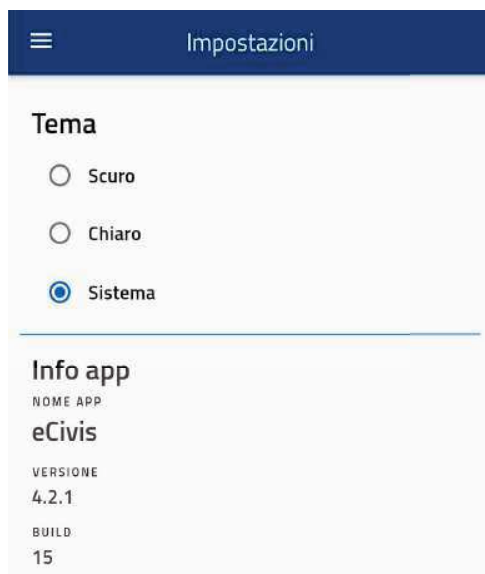 Impostazioni
Tema
Scuro
Chiaro
Sistema
Info app
NOME APP
eCivis
VERSIONE
4.2.1
BUILD
15